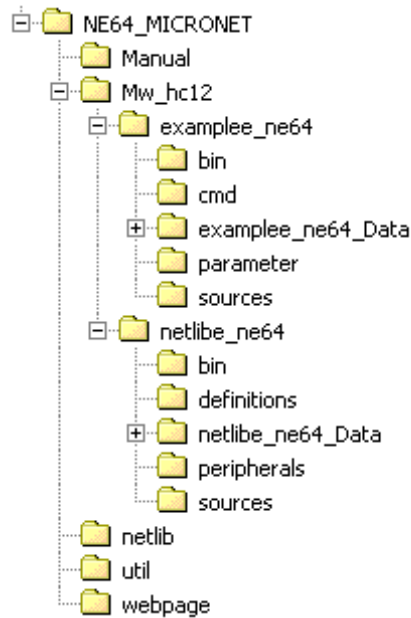 NE64_MICRONET
Manual
Mw_hc12
examplee_ne64
bin
cmd
examplee_ne64_Data
parameter
sources
netlibe_ne64
bin
definitions
netlibe_ne64_Data
peripherals
sources
netlib
util
webpage